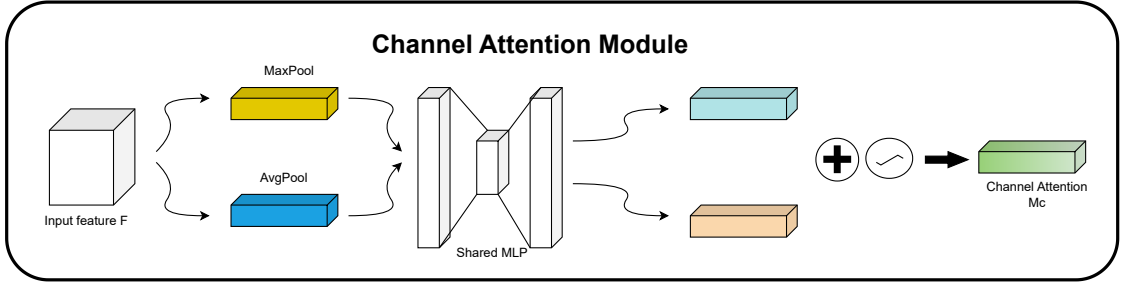 Channel Attention Module
MaxPool
AvgPool
Input feature F
Shared MLP
Channel Attention
Mc